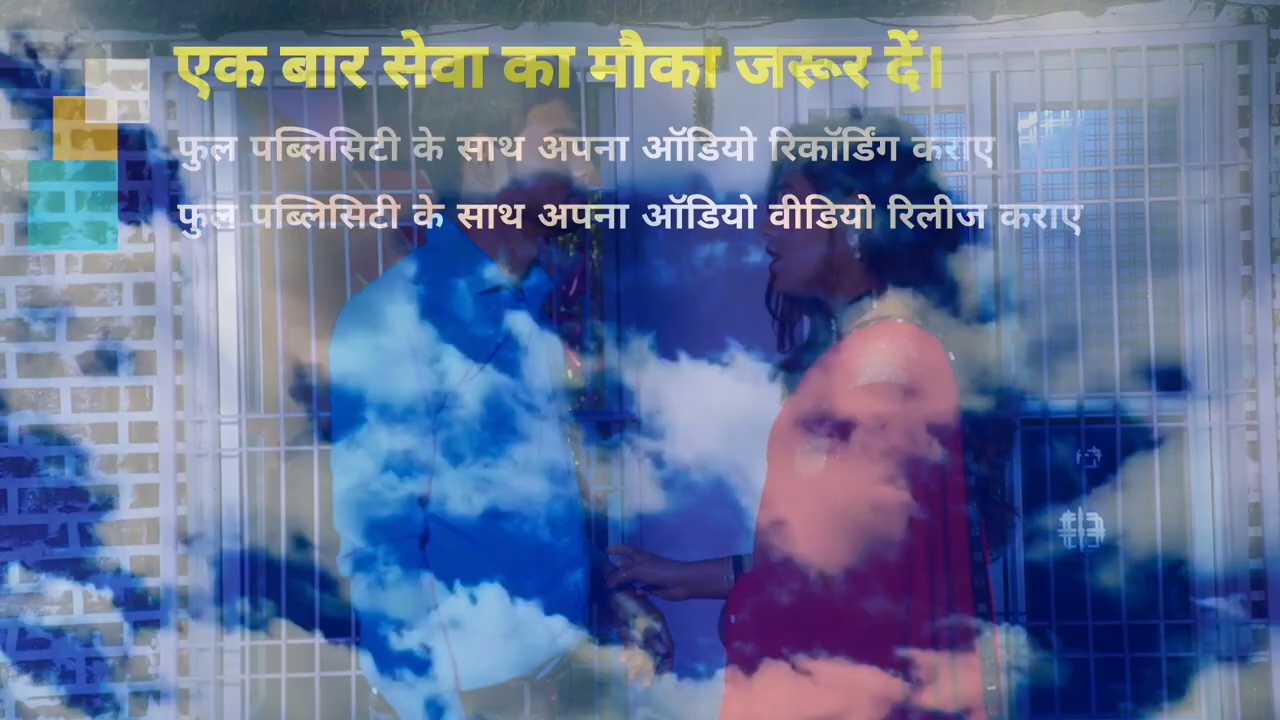 एक बार सेवा का मौका जरूर दें।
फुल पब्लिसिटी के साथ अपना ऑडियो रिकॉर्डिंग कराए
फुल पब्लिसिटी के साथ अपना ऑडियो वीडियो रिलीज कराए